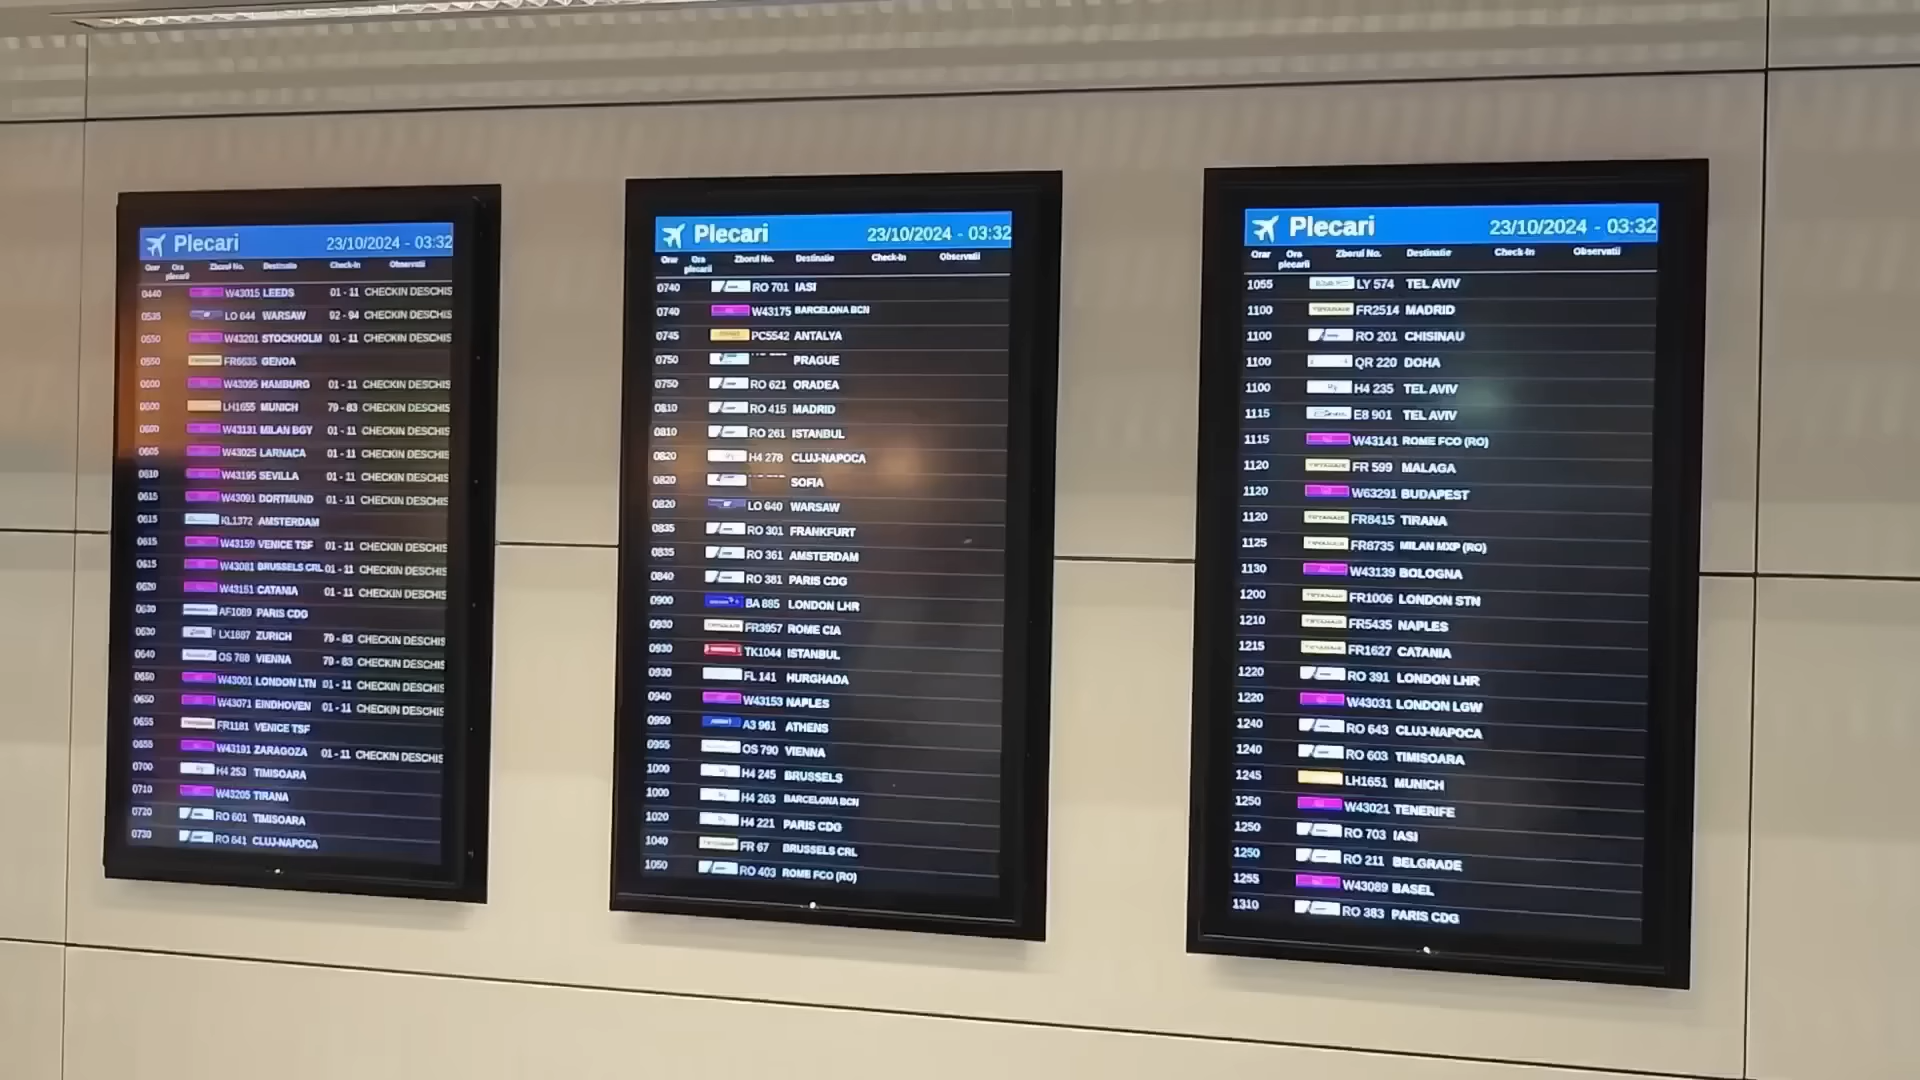 Plecari 23/10/2024 - 03:32
Orar Ora plecarii Zborul No. Destinatie Check-In Observatii
0440 W43015 LEEDS 01 - 11 CHECKIN DESCHIS
0535 LO 644 WARSAW 92 - 94 CHECKIN DESCHIS
0550 W43201 STOCKHOLM 01 - 11 CHECKIN DESCHIS
0550 FR6635 GENOA
0600 W43095 HAMBURG 01 - 11 CHECKIN DESCHIS
0600 LH1655 MUNICH 79 - 83 CHECKIN DESCHIS
0600 W43131 MILAN BGY 01 - 11 CHECKIN DESCHIS
0605 W43025 LARNACA 01 - 11 CHECKIN DESCHIS
0610 W43195 SEVILLA 01 - 11 CHECKIN DESCHIS
0615 W43091 DORTMUND 01 - 11 CHECKIN DESCHIS
0615 KL1372 AMSTERDAM
0615 W43159 VENICE TSF 01 - 11 CHECKIN DESCHIS
0615 W43081 BRUSSELS CRL 01 - 11 CHECKIN DESCHIS
0620 W43151 CATANIA 01 - 11 CHECKIN DESCHIS
0630 AF1089 PARIS CDG
0630 LX1887 ZURICH 79 - 83 CHECKIN DESCHIS
0640 OS 788 VIENNA 79 - 83 CHECKIN DESCHIS
0650 W43001 LONDON LTN 01 - 11 CHECKIN DESCHIS
0650 W43071 EINDHOVEN 01 - 11 CHECKIN DESCHIS
0655 FR1181 VENICE TSF
0655 W43191 ZARAGOZA 01 - 11 CHECKIN DESCHIS
0700 H4 253 TIMISOARA
0710 W43205 TIRANA
0720 RO 601 TIMISOARA
0730 RO 641 CLUJ-NAPOCA
Plecari 23/10/2024 - 03:32
Orar Ora plecarii Zborul No. Destinatie Check-In Observatii
0740 RO 701 IASI
0740 W43175 BARCELONA BCN
0745 PC5542 ANTALYA
0750 PRAGUE
0750 RO 621 ORADEA
0810 RO 415 MADRID
0810 RO 261 ISTANBUL
0820 H4 278 CLUJ-NAPOCA
0820 SOFIA
0820 LO 640 WARSAW
0835 RO 301 FRANKFURT
0835 RO 361 AMSTERDAM
0840 RO 381 PARIS CDG
0900 BA 885 LONDON LHR
0930 FR3957 ROME CIA
0930 TK1044 ISTANBUL
0930 FL 141 HURGHADA
0940 W43153 NAPLES
0950 A3 961 ATHENS
0955 OS 790 VIENNA
1000 H4 245 BRUSSELS
1000 H4 263 BARCELONA BCN
1020 H4 221 PARIS CDG
1040 FR 67 BRUSSELS CRL
1050 RO 403 ROME FCO (RO)
Plecari 23/10/2024 - 03:32
Orar Ora plecarii Zborul No. Destinatie Check-In Observatii
1055 LY 574 TEL AVIV
1100 FR2514 MADRID
1100 RO 201 CHISINAU
1100 QR 220 DOHA
1100 H4 235 TEL AVIV
1115 E8 901 TEL AVIV
1115 W43141 ROME FCO (RO)
1120 FR 599 MALAGA
1120 W63291 BUDAPEST
1120 FR8415 TIRANA
1125 FR8735 MILAN MXP (RO)
1130 W43139 BOLOGNA
1200 FR1006 LONDON STN
1210 FR5435 NAPLES
1215 FR1627 CATANIA
1220 RO 391 LONDON LHR
1220 W43031 LONDON LGW
1240 RO 643 CLUJ-NAPOCA
1240 RO 603 TIMISOARA
1245 LH1651 MUNICH
1250 W43021 TENERIFE
1250 RO 703 IASI
1250 RO 211 BELGRADE
1255 W43089 BASEL
1310 RO 383 PARIS CDG